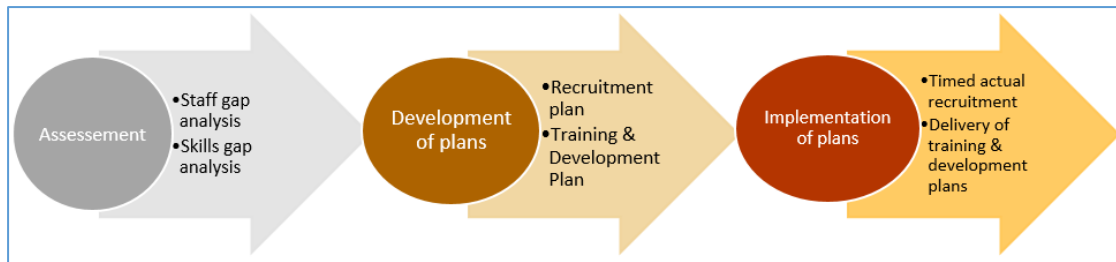 Assessement
•Staff gap
analysis
•Skills gap
analysis
Development
of plans
•Recruitment
plan
•Training &
Development
Plan
Implementation
of plans
•Timed actual
recruitment
•Delivery of
training &
development
plans